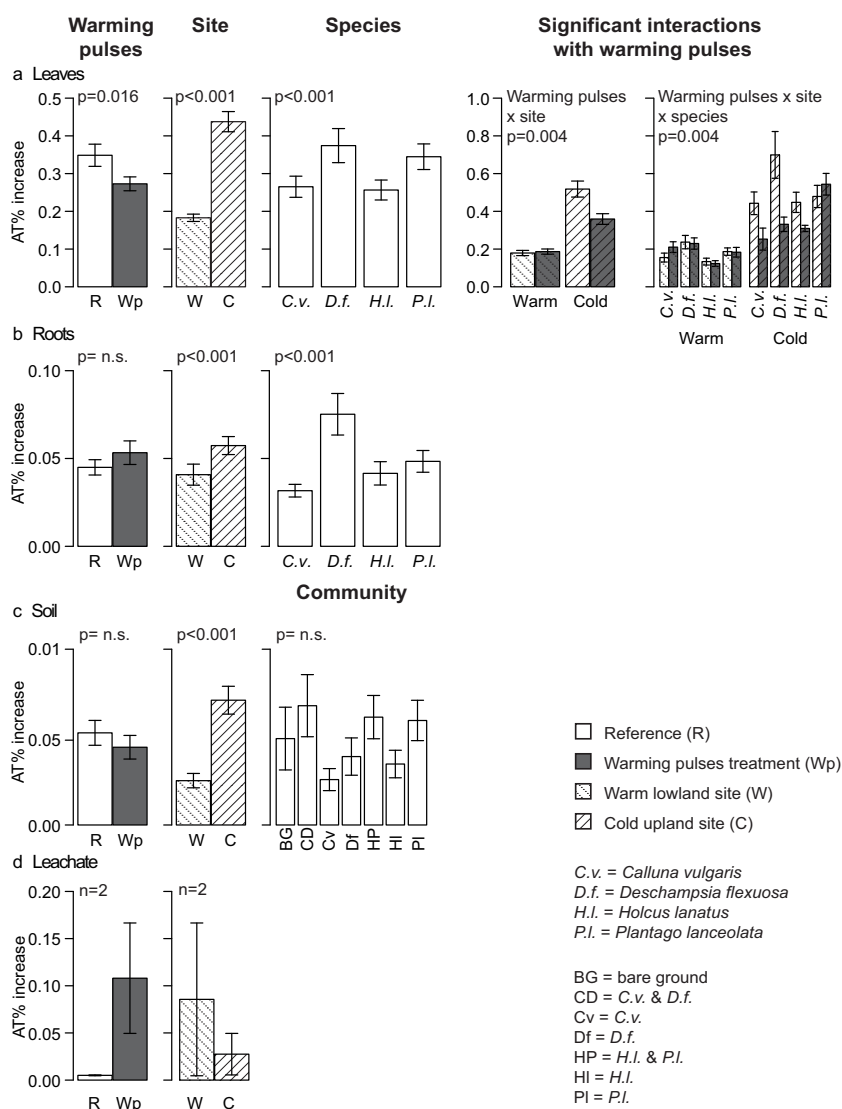 Warming pulses
Site
Species
Significant interactions
with warming pulses
a Leaves
p=0.016
p<0.001
p<0.001
Warming pulses
x site
p=0.004
Warming pulses x site
x species
p=0.004
AT% increase
0.5
0.4
0.3
0.2
0.1
0.0
1.0
0.8
0.6
0.4
0.2
0.0
R Wp
W C
C.v. D.f. H.l. P.l.
Warm Cold
C.v. D.f. H.l. P.l. C.v. D.f. H.l. P.l.
Warm Cold
b Roots
p= n.s.
p<0.001
p<0.001
AT% increase
0.10
0.05
0.00
R Wp
W C
C.v. D.f. H.l. P.l.
Community
c Soil
p= n.s.
p<0.001
p= n.s.
AT% increase
0.01
0.05
0.00
R Wp
W C
BG CD Cv Df HP Hl Pl
d Leachate
n=2
n=2
AT% increase
0.20
0.15
0.10
0.05
0.00
R Wp
W C
Reference (R)
Warming pulses treatment (Wp)
Warm lowland site (W)
Cold upland site (C)
C.v. = Calluna vulgaris
D.f. = Deschampsia flexuosa
H.l. = Holcus lanatus
P.l. = Plantago lanceolata
BG = bare ground
CD = C.v. & D.f.
Cv = C.v.
Df = D.f.
HP = H.l. & P.l.
Hl = H.l.
Pl = P.l.